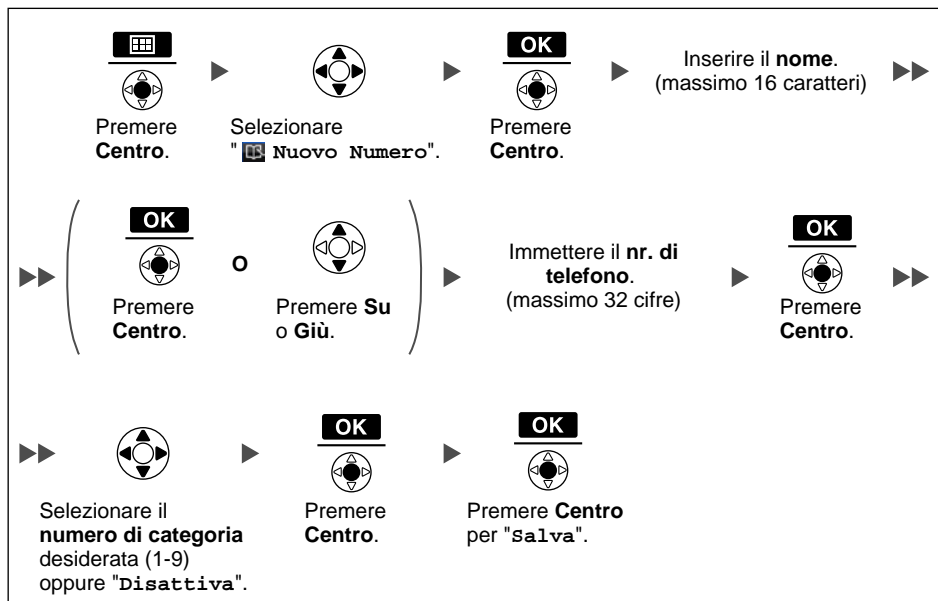 Premere
Centro.
Selezionare
" Nuovo Numero".
OK
Premere
Centro.
Inserire il nome.
(massimo 16 caratteri)
OK
Premere
Centro.
O
Premere Su
o Giù.
Immettere il nr. di
telefono.
(massimo 32 cifre)
OK
Premere
Centro.
Selezionare il
numero di categoria
desiderata (1-9)
oppure "Disattiva".
OK
Premere
Centro.
OK
Premere Centro
per "Salva".